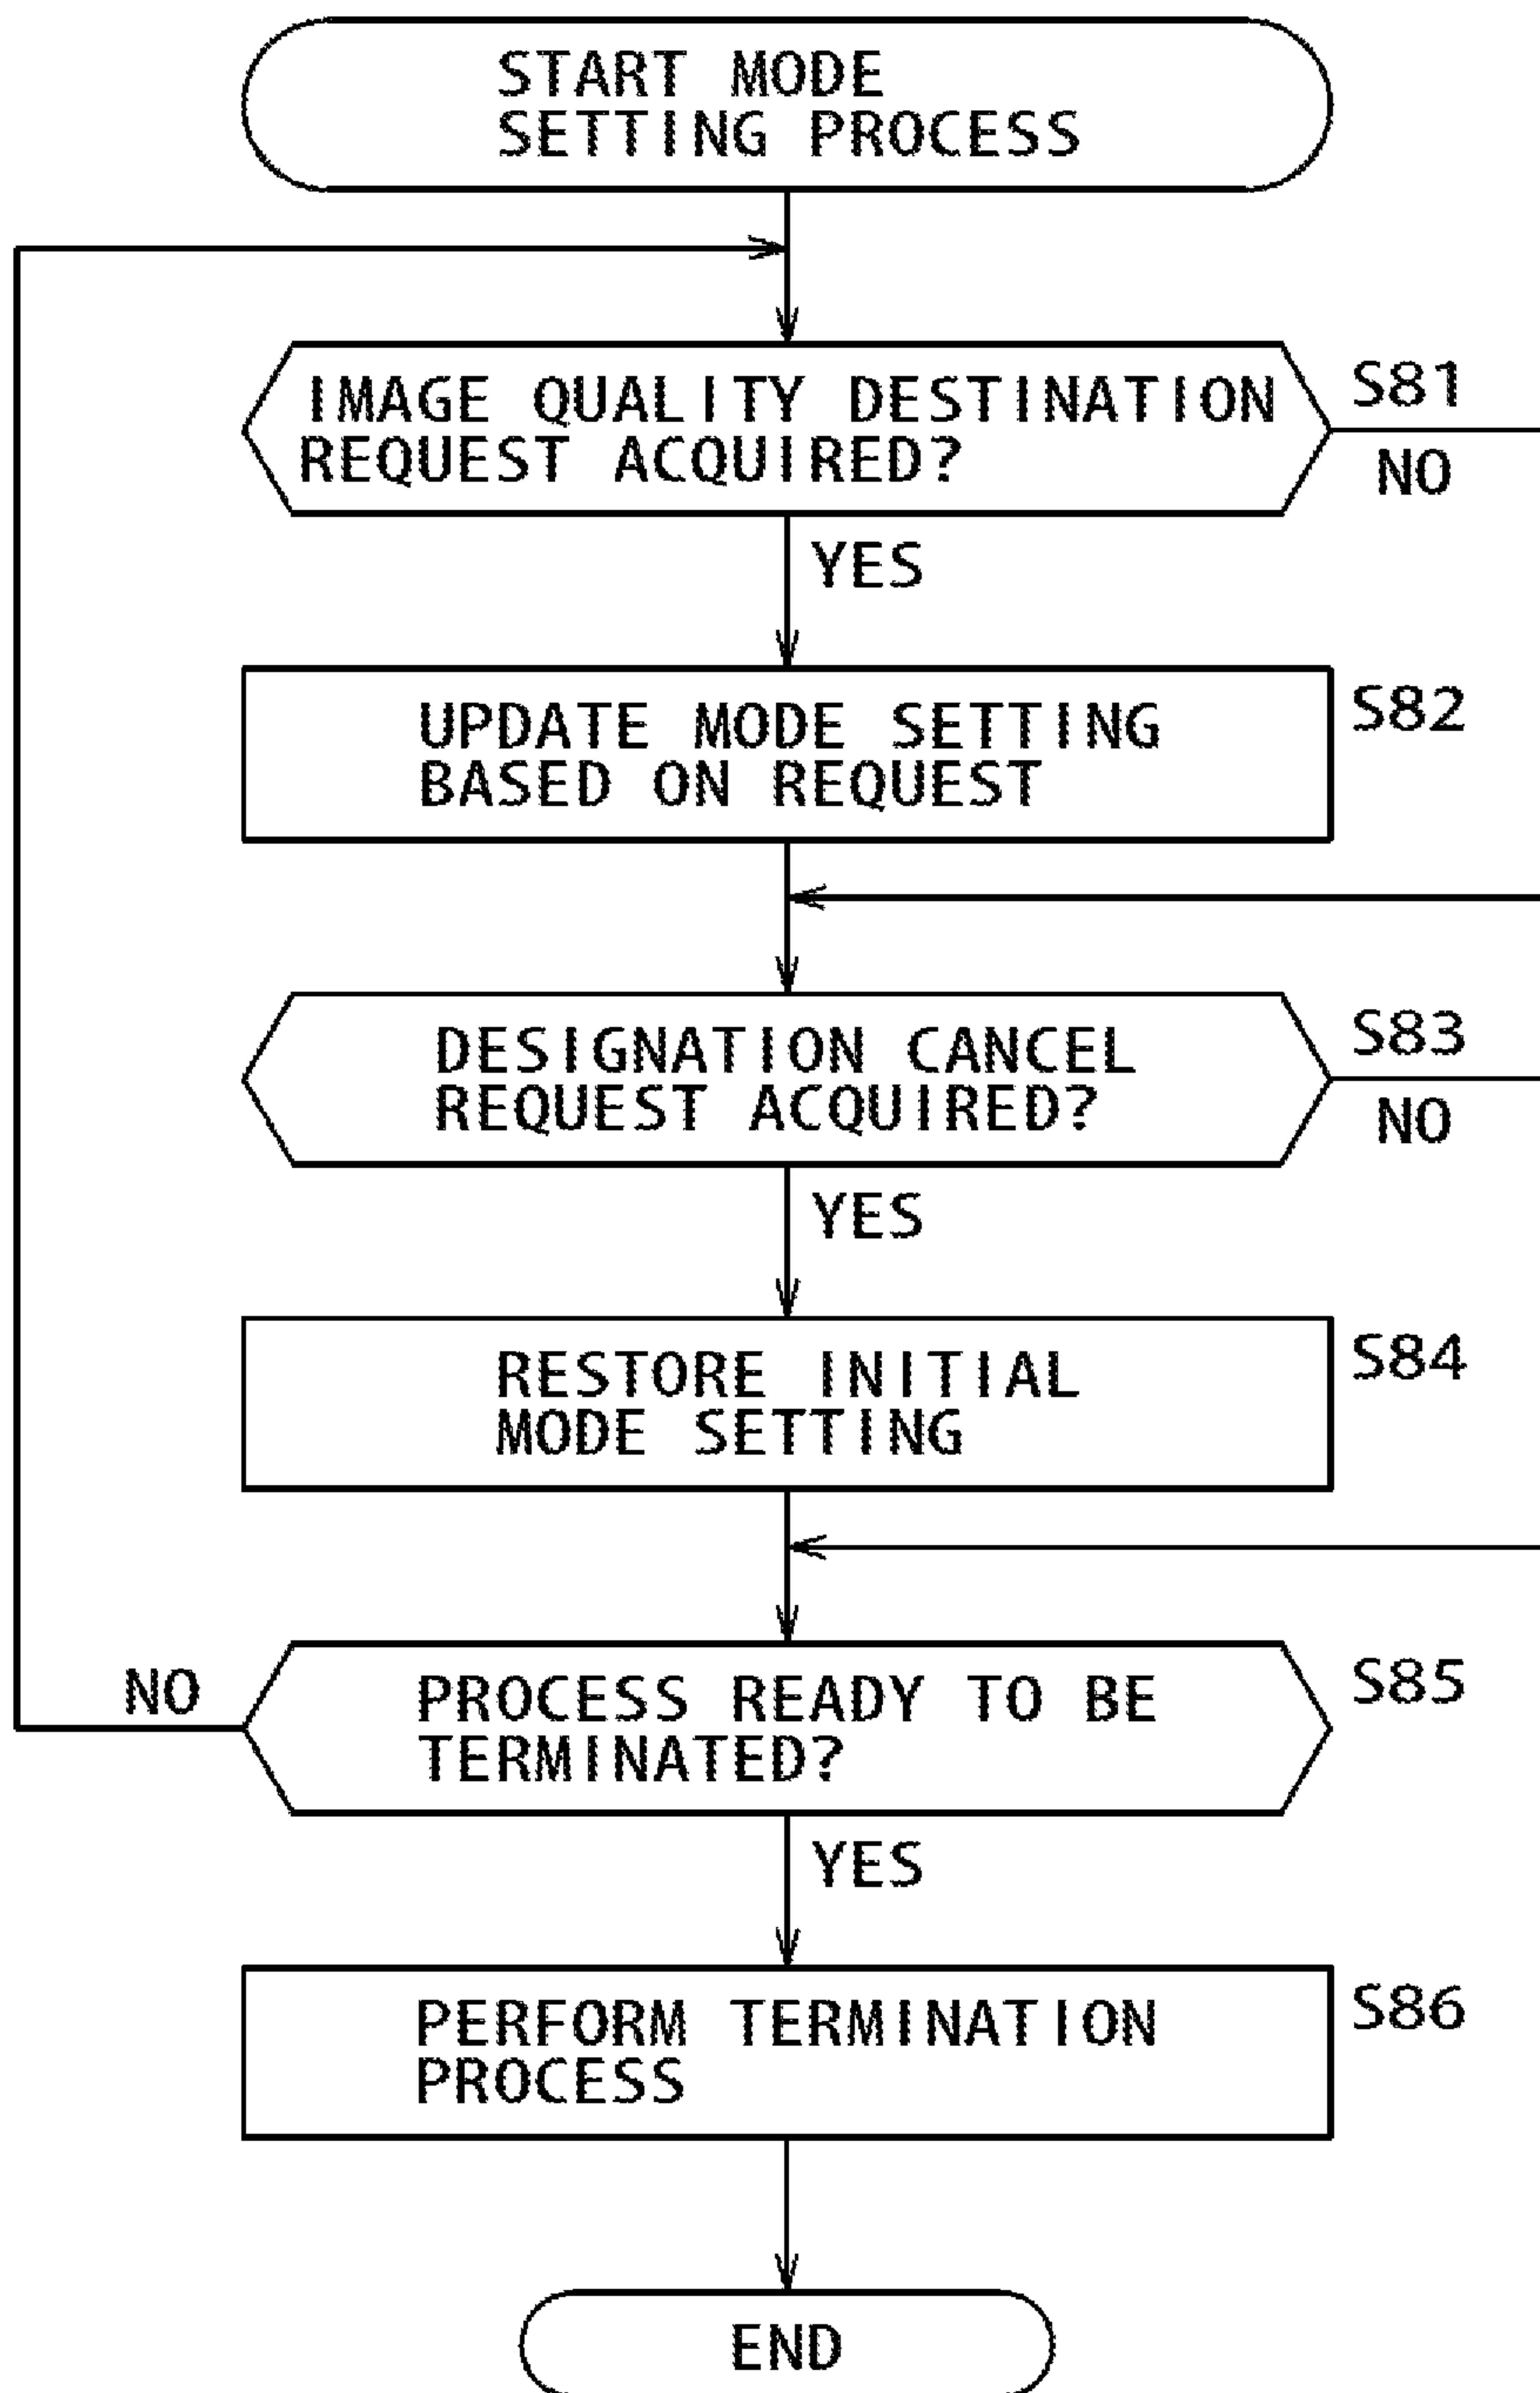 START MODE
SETTING PROCESS
IMAGE QUALITY DESTINATION
REQUEST ACQUIRED?
S81
NO
YES
UPDATE MODE SETTING
BASED ON REQUEST
S82
DESIGNATION CANCEL
REQUEST ACQUIRED?
S83
NO
YES
RESTORE INITIAL
MODE SETTING
S84
NO
PROCESS READY TO BE
TERMINATED?
S85
YES
PERFORM TERMINATION
PROCESS
S86
END